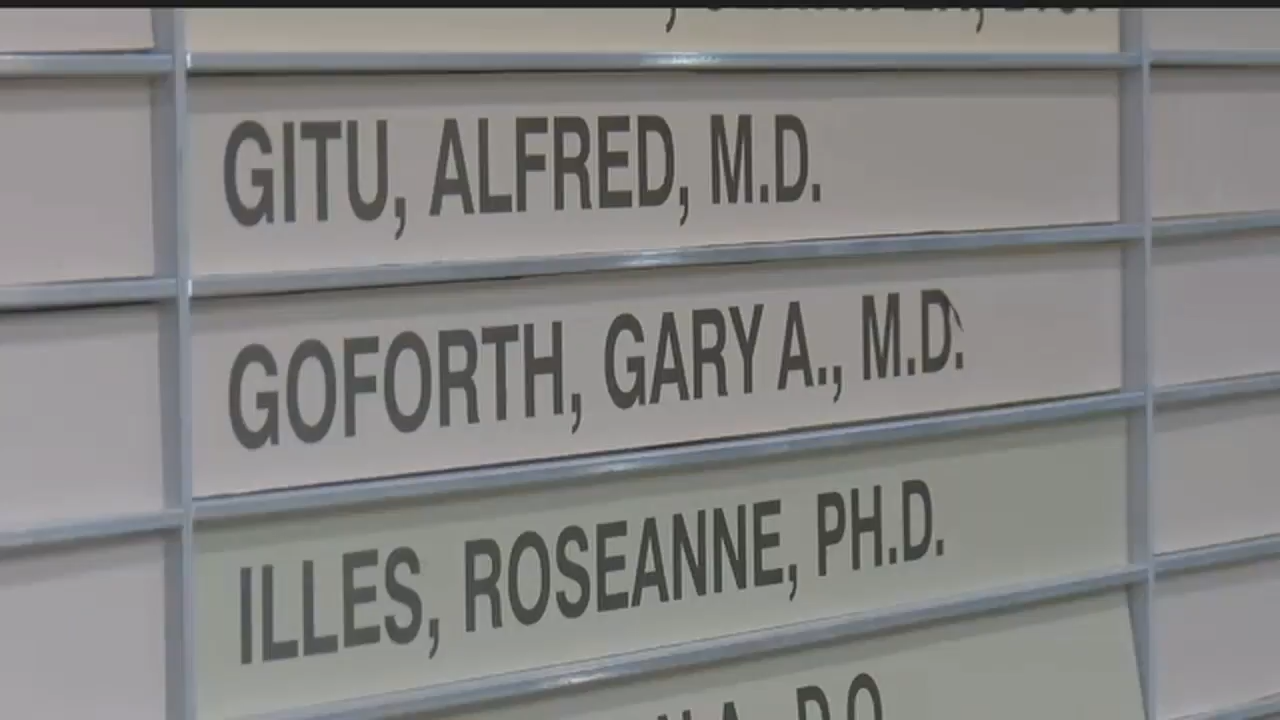 GITU, ALFRED, M.D.
GOFORTH, GARY A., M.D.
ILLES, ROSEANNE, PH.D.